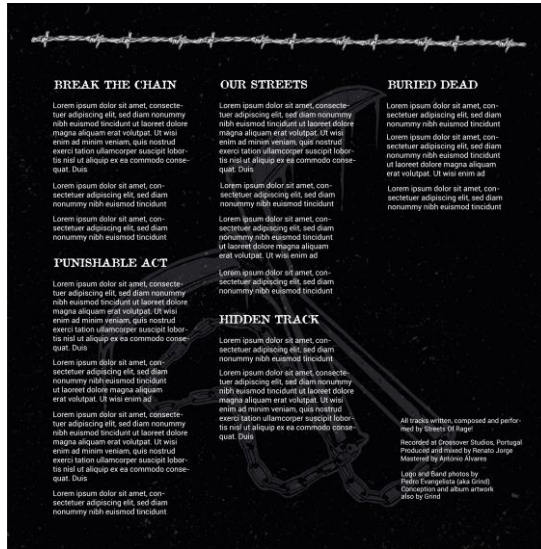 BREAK THE CHAIN
Lorem ipsum dolor sit amet, consecte-
tuer adipiscing elit, sed diam nonummy
nibh euismod tincidunt ut laoreet dolore
magna aliquam erat volutpat. Ut wisi
enim ad minim veniam, quis nostrud
exerci tation ullamcorper suscipit lobor-
tis nisl ut aliquip ex ea commodo conse-
quat. Duis
Lorem ipsum dolor sit amet, con-
sectetuer adipiscing elit, sed diam
nonummy nibh euismod tincidunt
Lorem ipsum dolor sit amet, con-
sectetuer adipiscing elit, sed diam
nonummy nibh euismod tincidunt
PUNISHABLE ACT
Lorem ipsum dolor sit amet, consecte-
tuer adipiscing elit, sed diam nonummy
nibh euismod tincidunt ut laoreet dolore
magna aliquam erat volutpat. Ut wisi
enim ad minim veniam, quis nostrud
exerci tation ullamcorper suscipit lobor-
tis nisl ut aliquip ex ea commodo conse-
quat. Duis
Lorem ipsum dolor sit amet, con-
sectetuer adipiscing elit, sed diam
nonummy nibh euismod tincidunt
ut laoreet dolore magna aliquam
erat volutpat. Ut wisi enim ad
Lorem ipsum dolor sit amet, consecte-
tuer adipiscing elit, sed diam nonummy
nibh euismod tincidunt ut laoreet dolore
magna aliquam erat volutpat. Ut wisi
enim ad minim veniam, quis nostrud
exerci tation ullamcorper suscipit lobor-
tis nisl ut aliquip ex ea commodo conse-
quat. Duis
Lorem ipsum dolor sit amet, con-
sectetuer adipiscing elit, sed diam
nonummy nibh euismod tincidunt
OUR STREETS
Lorem ipsum dolor sit amet, consecte-
tuer adipiscing elit, sed diam nonummy
nibh euismod tincidunt ut laoreet dolore
magna aliquam erat volutpat. Ut wisi
enim ad minim veniam, quis nostrud
exerci tation ullamcorper suscipit lobor-
tis nisl ut aliquip ex ea commodo conse-
quat. Duis
Lorem ipsum dolor sit amet, con-
sectetuer adipiscing elit, sed diam
nonummy nibh euismod tincidunt
Lorem ipsum dolor sit amet, con-
sectetuer adipiscing elit, sed diam
nonummy nibh euismod tincidunt
ut laoreet dolore magna aliquam
erat volutpat. Ut wisi enim ad
Lorem ipsum dolor sit amet, con-
sectetuer adipiscing elit, sed diam
nonummy nibh euismod tincidunt
HIDDEN TRACK
Lorem ipsum dolor sit amet, con-
sectetuer adipiscing elit, sed diam
nonummy nibh euismod tincidunt
Lorem ipsum dolor sit amet, consecte-
tuer adipiscing elit, sed diam nonummy
nibh euismod tincidunt ut laoreet dolore
magna aliquam erat volutpat. Ut wisi
enim ad minim veniam, quis nostrud
exerci tation ullamcorper suscipit lobor-
tis nisl ut aliquip ex ea commodo conse-
quat. Duis
BURIED DEAD
Lorem ipsum dolor sit amet, con-
sectetuer adipiscing elit, sed diam
nonummy nibh euismod tincidunt
Lorem ipsum dolor sit amet, con-
sectetuer adipiscing elit, sed diam
nonummy nibh euismod tincidunt
ut laoreet dolore magna aliquam
erat volutpat. Ut wisi enim ad
Lorem ipsum dolor sit amet, con-
sectetuer adipiscing elit, sed diam
nonummy nibh euismod tincidunt
All tracks written, composed and perfor-
med by Streets Of Rage!
Recorded at Crossover Studios, Portugal
Produced and mixed by Renato Jorge
Mastered by António Álvares
Logo and Band photos by
Pedro Evangelista (aka Grind)
Conception and album artwork
also by Grind